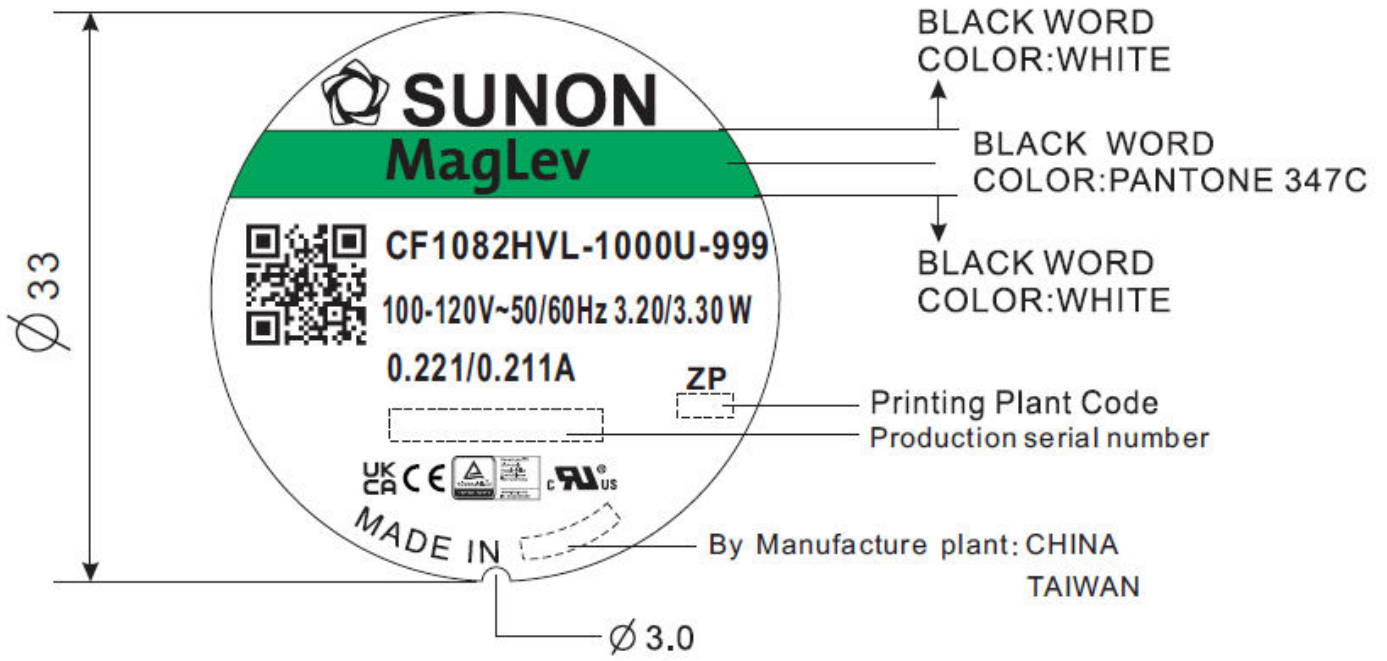 SUNON
MagLev
CF1082HVL-1000U-999
100-120V~50/60Hz 3.20/3.30 W
0.221/0.211A
ZP
UK
CA CE
c RU ® US
MADE IN
Ø 33
BLACK WORD
COLOR:WHITE
BLACK WORD
COLOR:PANTONE 347C
BLACK WORD
COLOR:WHITE
Printing Plant Code
Production serial number
By Manufacture plant: CHINA
TAIWAN
Ø 3.0